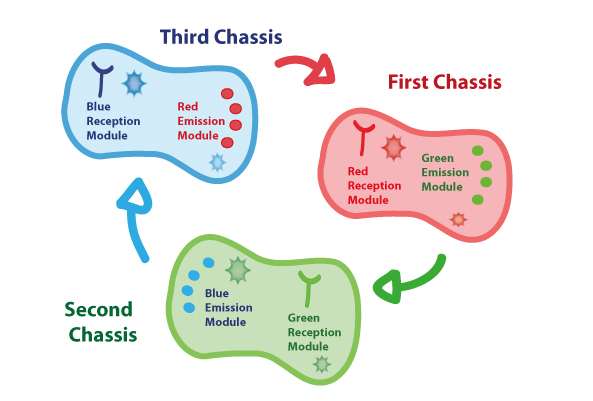 Third Chassis
Blue
Reception
Module
Red
Emission
Module
First Chassis
Red
Reception
Module
Green
Emission
Module
Second
Chassis
Blue
Emission
Module
Green
Reception
Module